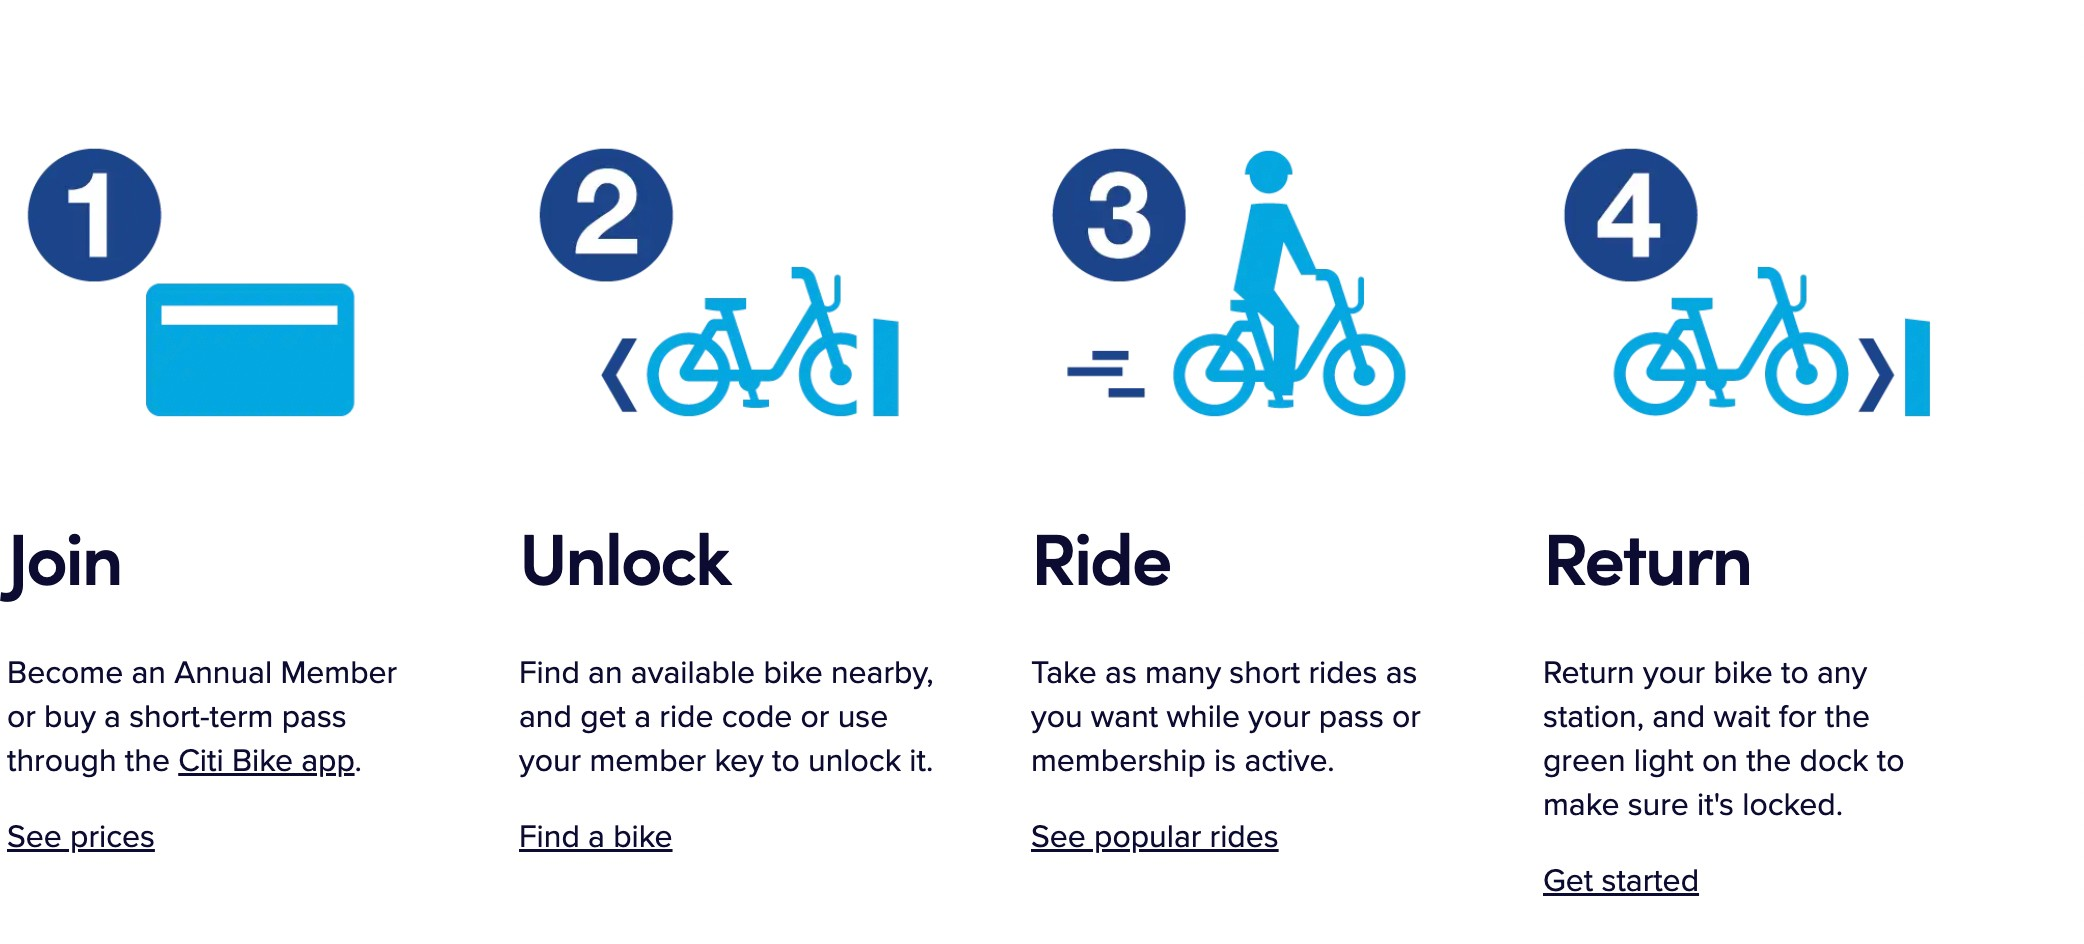 1
Join
Become an Annual Member
or buy a short-term pass
through the Citi Bike app.
See prices
2
Unlock
Find an available bike nearby,
and get a ride code or use
your member key to unlock it.
Find a bike
3
Ride
Take as many short rides as
you want while your pass or
membership is active.
See popular rides
4
Return
Return your bike to any
station, and wait for the
green light on the dock to
make sure it's locked.
Get started